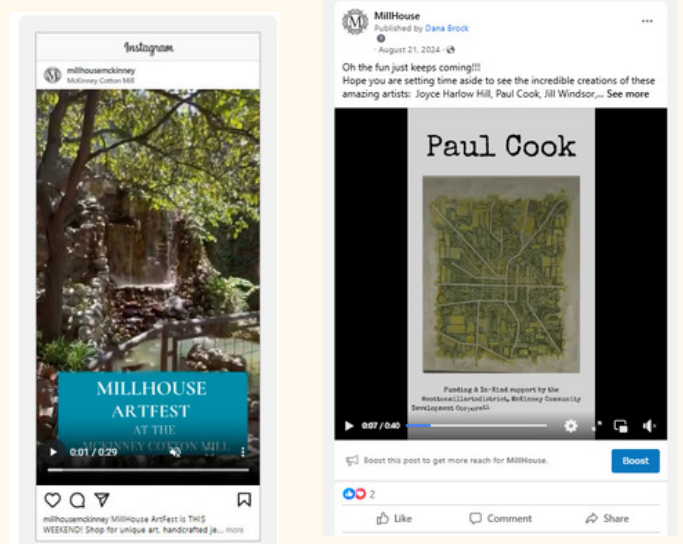 Instagram
millhousemckinney
McKinney Cotton Mill
MILLHOUSE
ARTFEST
AT THE
MCKINNEY COTTON MILL
0:01 / 0:29
millhousemckinney MillHouse ArtFest is THIS
WEEKEND! Shop for unique art, handcrafted je... more
MillHouse
Published by Dana Brock
· August 21, 2024 ·
Oh the fun just keeps coming!!!
Hope you are setting time aside to see the incredible creations of these
amazing artists: Joyce Harlow Hill, Paul Cook, Jill Windsor,... See more
Paul Cook
Funding & In-Kind support by the
Development
0:07 / 0:40
Boost this post to get more reach for MillHouse.
Boost
2
Like
Comment
Share